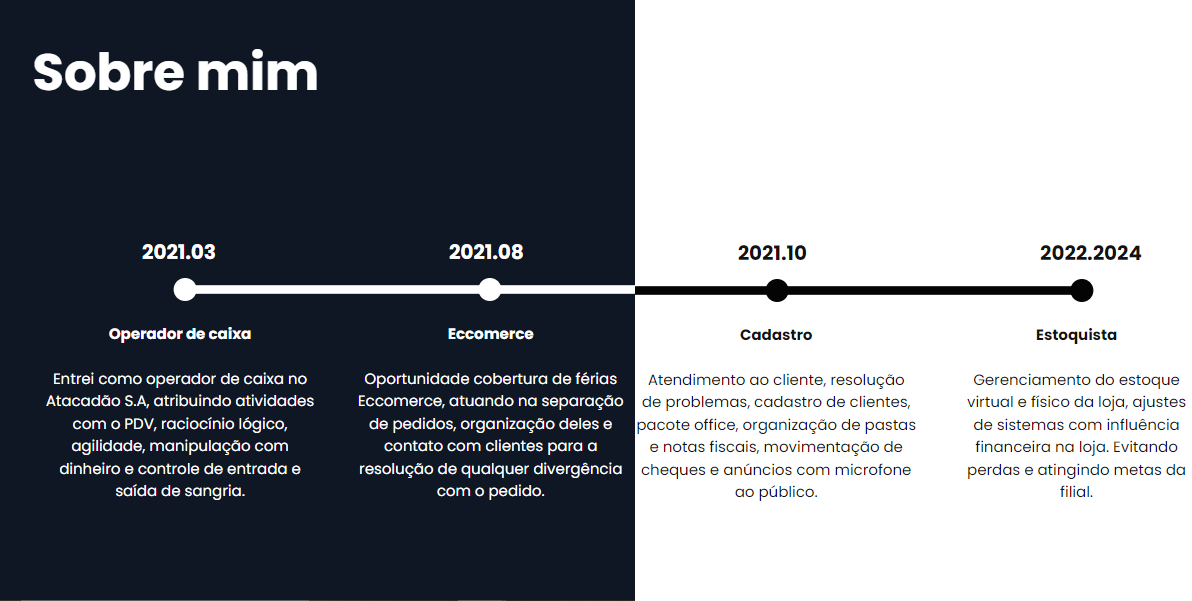 Sobre mim
2021.03
Operador de caixa
Entrei como operador de caixa no
Atacadão S.A, atribuindo atividades
com o PDV, raciocínio lógico,
agilidade, manipulação com
dinheiro e controle de entrada e
saída de sangria.
2021.08
Eccomerce
Oportunidade cobertura de férias
Eccomerce, atuando na separação
de pedidos, organização deles e
contato com clientes para a
resolução de qualquer divergência
com o pedido.
2021.10
Cadastro
Atendimento ao cliente, resolução
de problemas, cadastro de clientes,
pacote office, organização de pastas
e notas fiscais, movimentação de
cheques e anúncios com microfone
ao público.
2022.2024
Estoquista
Gerenciamento do estoque
virtual e físico da loja, ajustes
de sistemas com influência
financeira na loja. Evitando
perdas e atingindo metas da
filial.